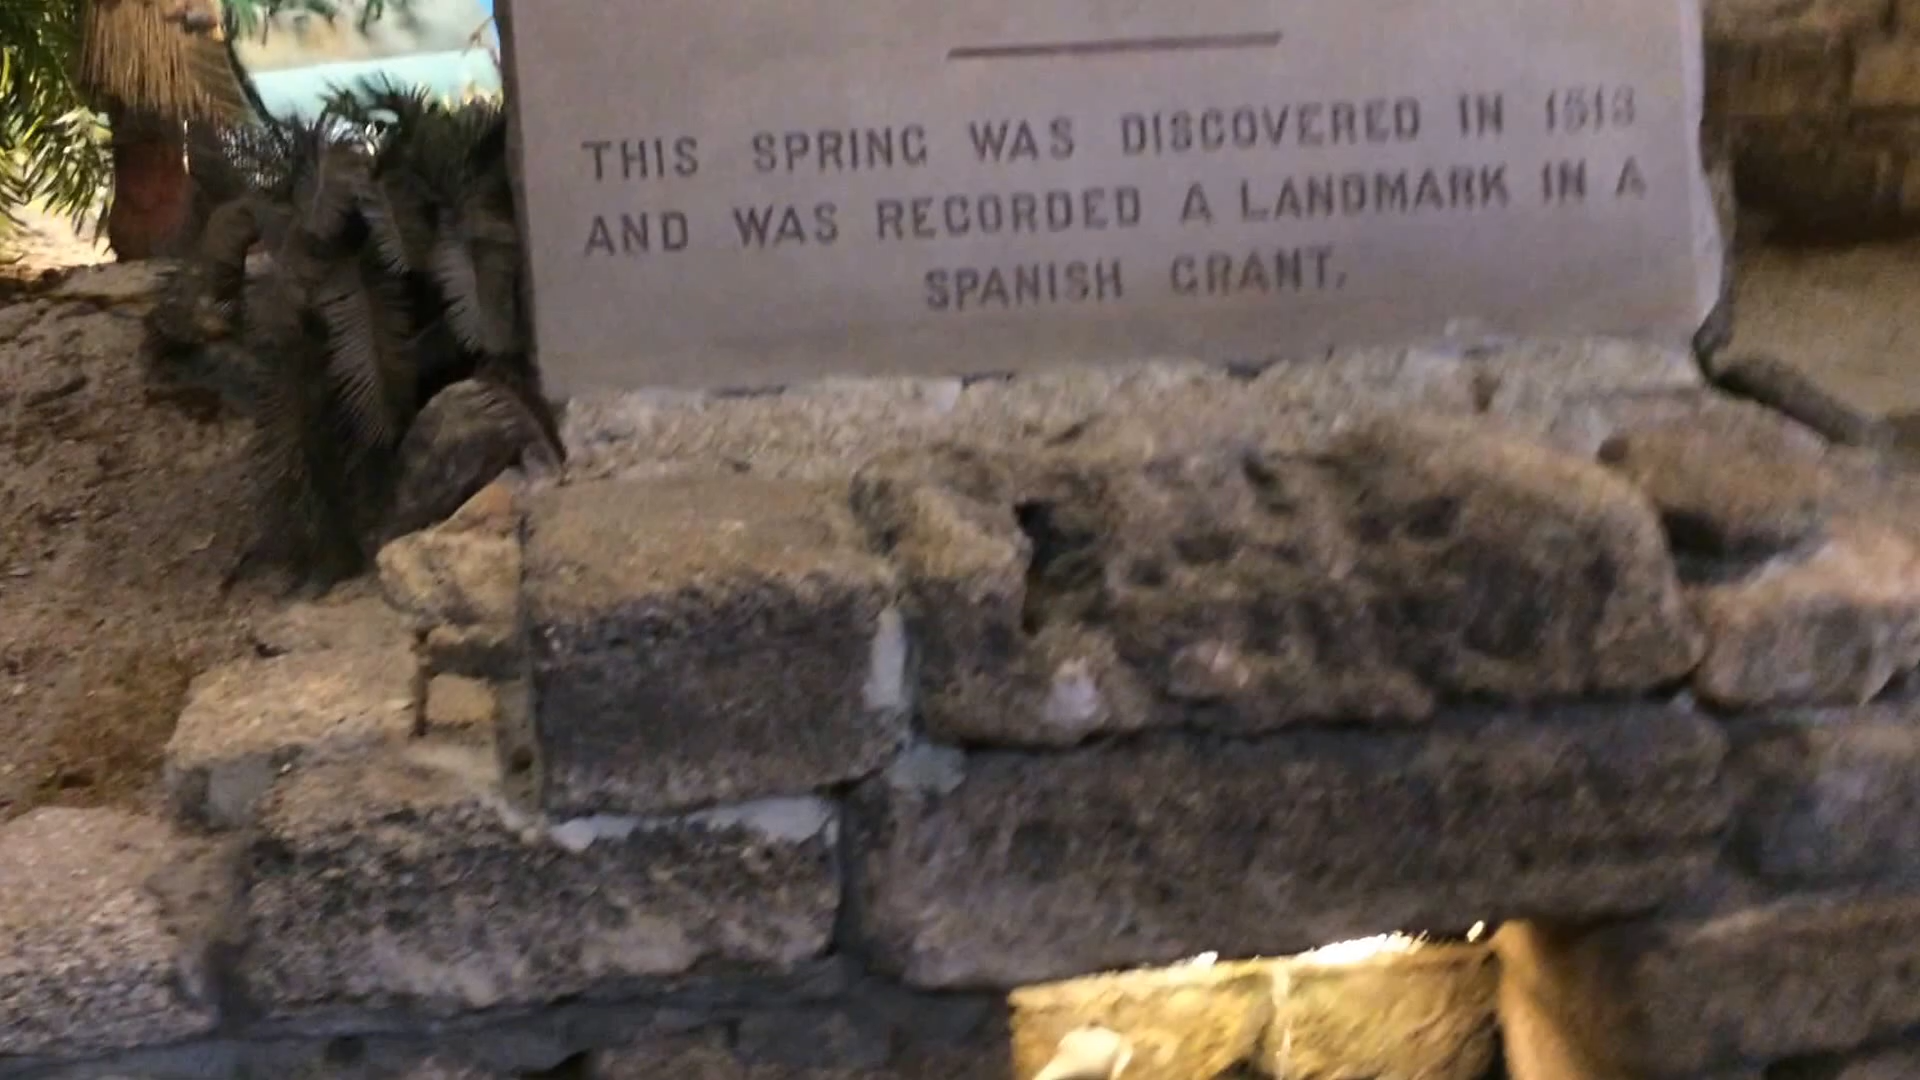 THIS SPRING WAS DISCOVERED IN 1513
AND WAS RECORDED A LANDMARK IN A
SPANISH GRANT.